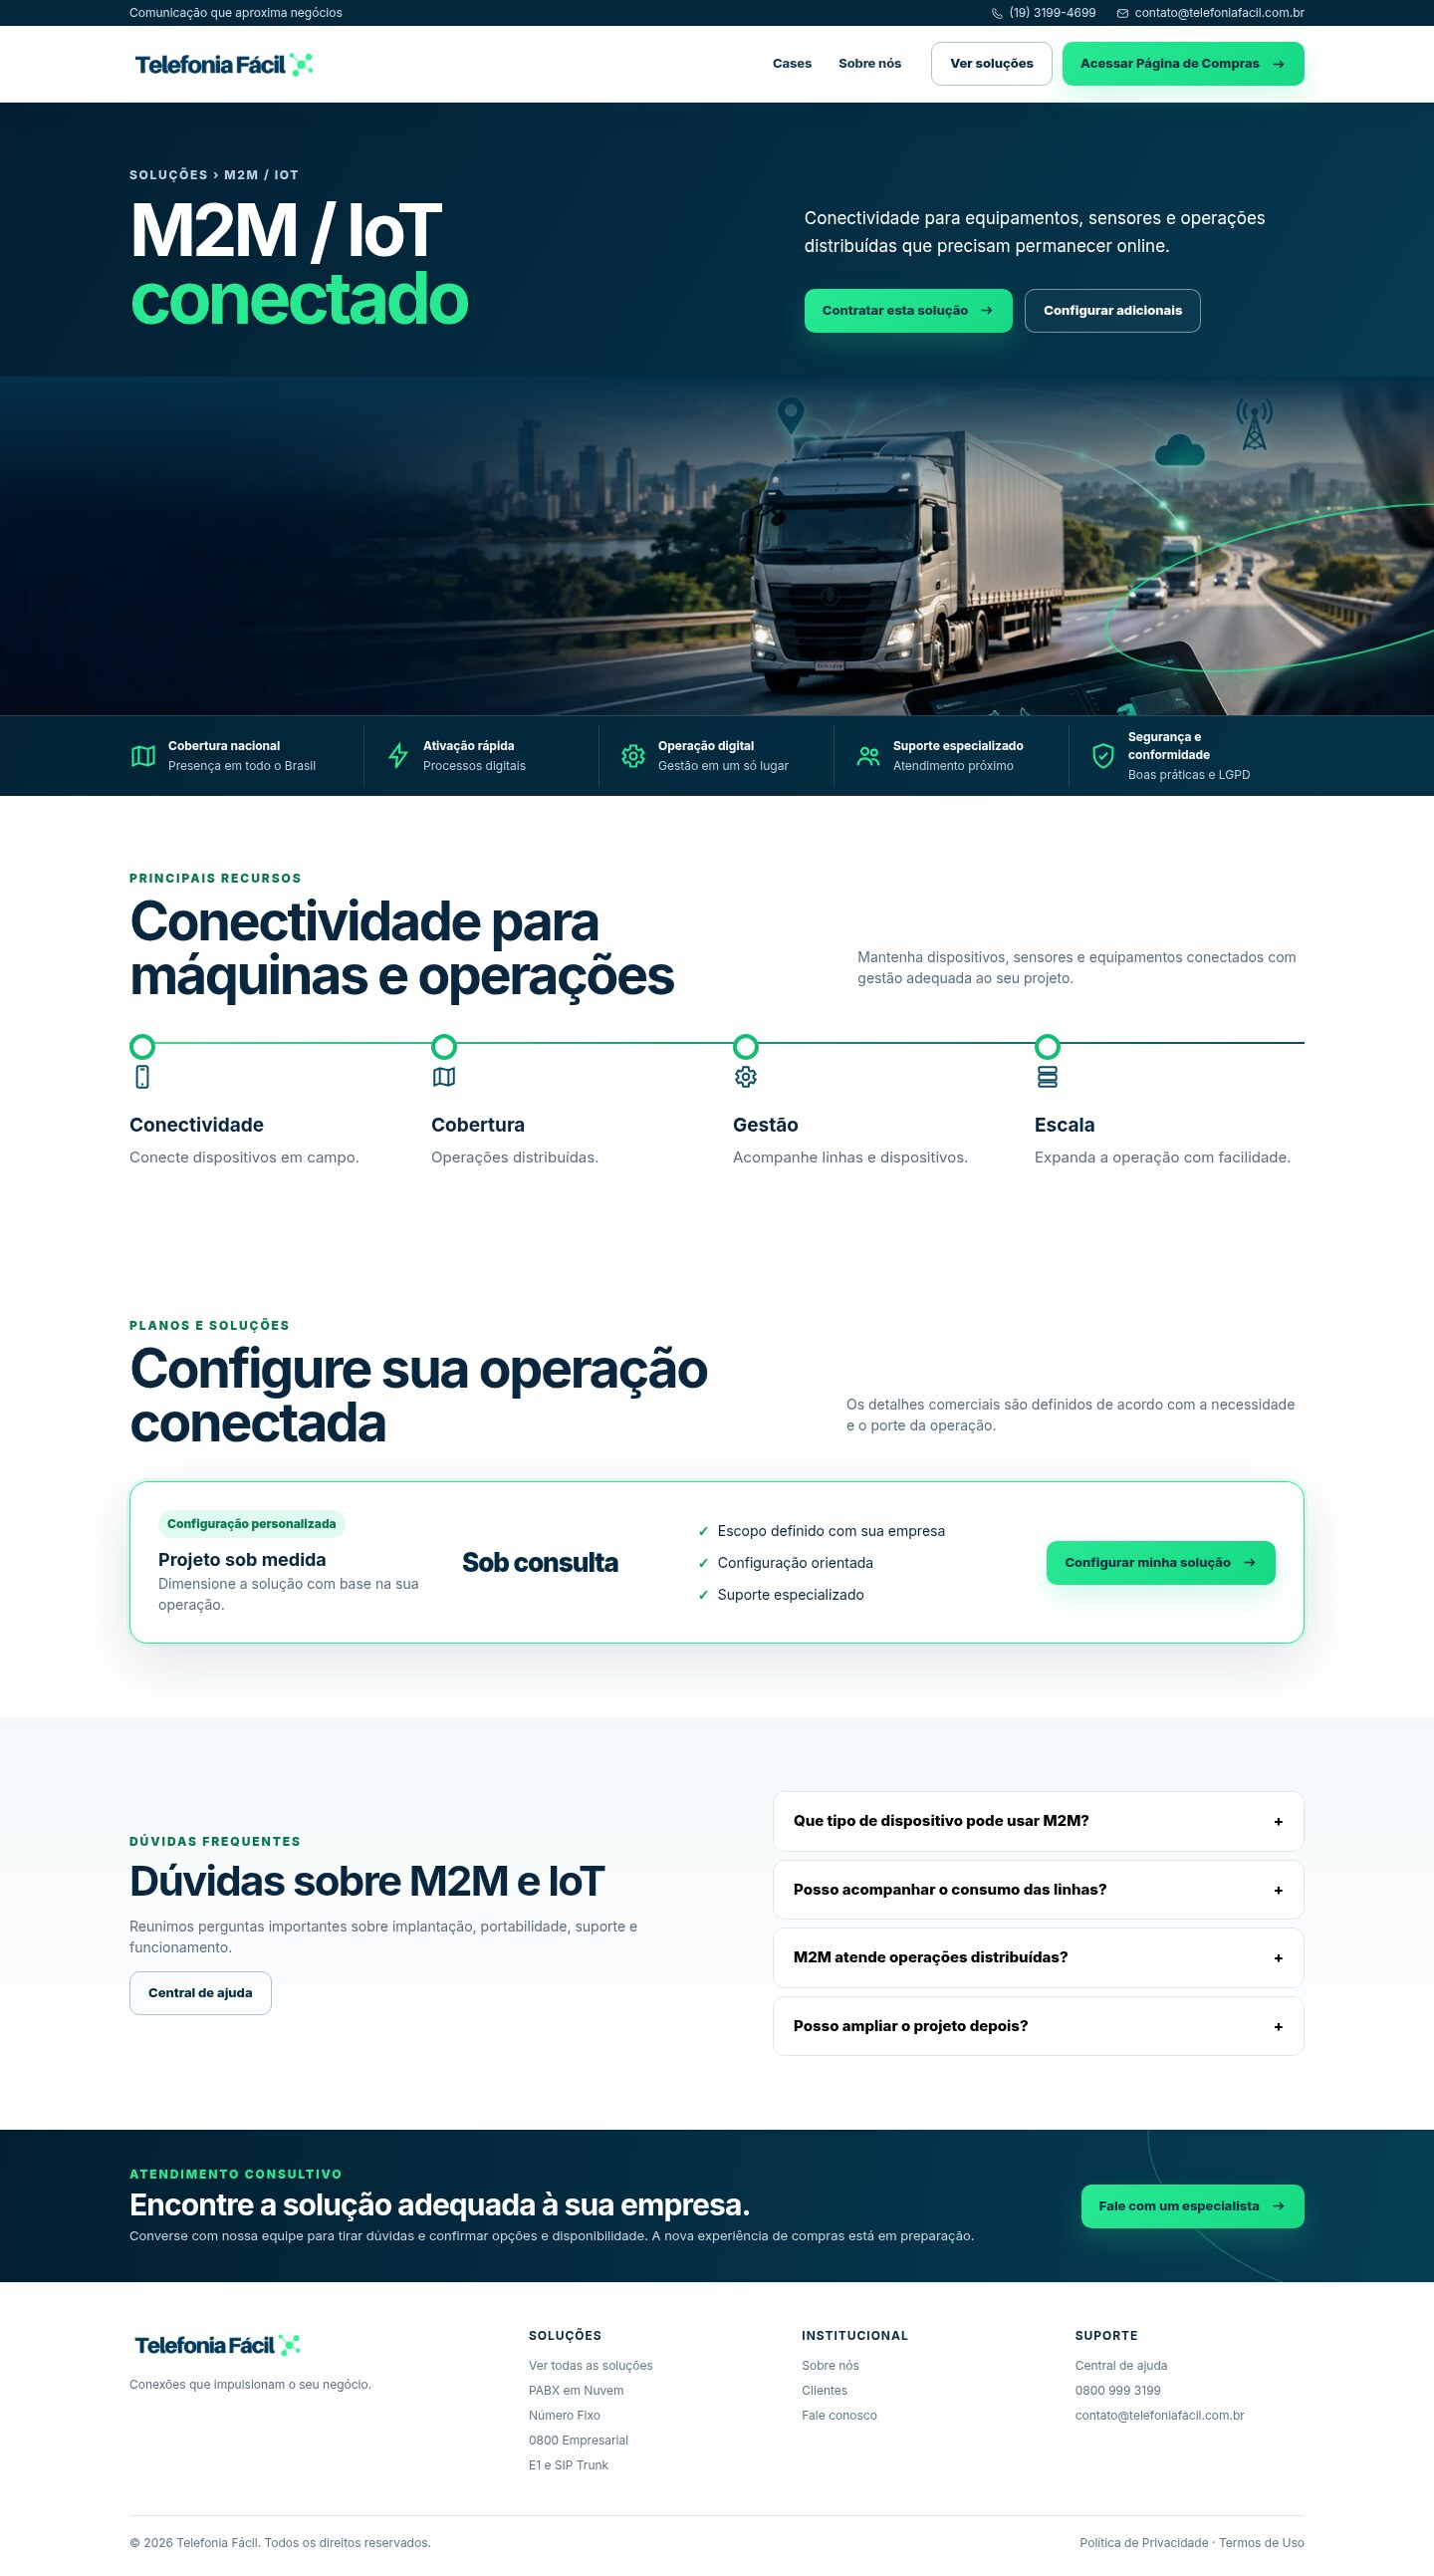 Comunicação que aproxima negócios
(19) 3199-4699
contato@telefoniafacil.com.br
Telefonia Fácil
Cases
Sobre nós
Ver soluções
Acessar Página de Compras →
SOLUÇÕES › M2M / IOT
M2M / IoT
conectado
Conectividade para equipamentos, sensores e operações
distribuídas que precisam permanecer online.
Contratar esta solução →
Configurar adicionais
Cobertura nacional
Presença em todo o Brasil
Ativação rápida
Processos digitais
Operação digital
Gestão em um só lugar
Suporte especializado
Atendimento próximo
Segurança e
conformidade
Boas práticas e LGPD
PRINCIPAIS RECURSOS
Conectividade para
máquinas e operações
Mantenha dispositivos, sensores e equipamentos conectados com
gestão adequada ao seu projeto.
Conectividade
Conecte dispositivos em campo.
Cobertura
Operações distribuídas.
Gestão
Acompanhe linhas e dispositivos.
Escala
Expanda a operação com facilidade.
PLANOS E SOLUÇÕES
Configure sua operação
conectada
Os detalhes comerciais são definidos de acordo com a necessidade
e o porte da operação.
Configuração personalizada
Projeto sob medida
Dimensione a solução com base na sua
operação.
Sob consulta
✓ Escopo definido com sua empresa
✓ Configuração orientada
✓ Suporte especializado
Configurar minha solução →
DÚVIDAS FREQUENTES
Dúvidas sobre M2M e IoT
Reunimos perguntas importantes sobre implantação, portabilidade, suporte e
funcionamento.
Central de ajuda
Que tipo de dispositivo pode usar M2M? +
Posso acompanhar o consumo das linhas? +
M2M atende operações distribuídas? +
Posso ampliar o projeto depois? +
ATENDIMENTO CONSULTIVO
Encontre a solução adequada à sua empresa.
Converse com nossa equipe para tirar dúvidas e confirmar opções e disponibilidade. A nova experiência de compras está em preparação.
Fale com um especialista →
Telefonia Fácil
Conexões que impulsionam o seu negócio.
SOLUÇÕES
Ver todas as soluções
PABX em Nuvem
Número Fixo
0800 Empresarial
E1 e SIP Trunk
INSTITUCIONAL
Sobre nós
Clientes
Fale conosco
SUPORTE
Central de ajuda
0800 999 3199
contato@telefoniafacil.com.br
© 2026 Telefonia Fácil. Todos os direitos reservados.
Política de Privacidade · Termos de Uso